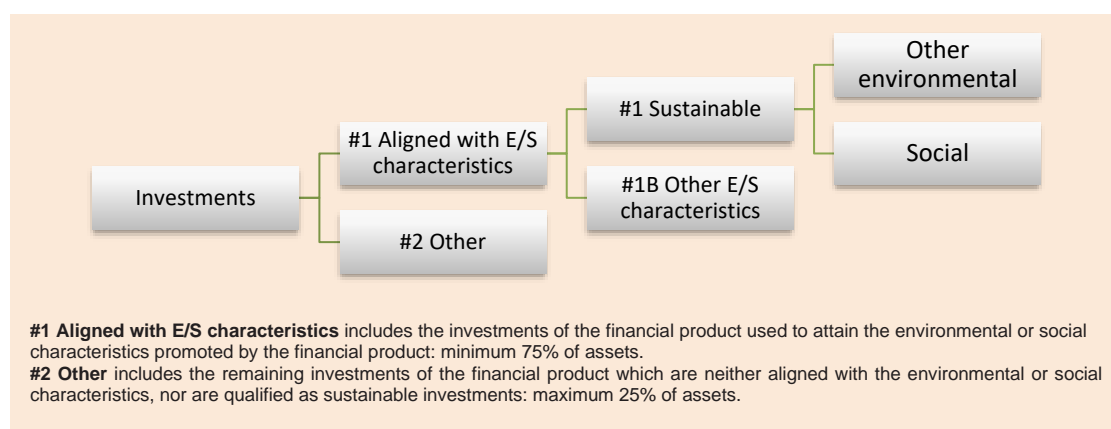 Other
environmental
#1 Sustainable
#1 Aligned with E/S
characteristics
Social
Investments
#1B Other E/S
characteristics
#2 Other
#1 Aligned with E/S characteristics includes the investments of the financial product used to attain the environmental or social
characteristics promoted by the financial product: minimum 75% of assets.
#2 Other includes the remaining investments of the financial product which are neither aligned with the environmental or social
characteristics, nor are qualified as sustainable investments: maximum 25% of assets.